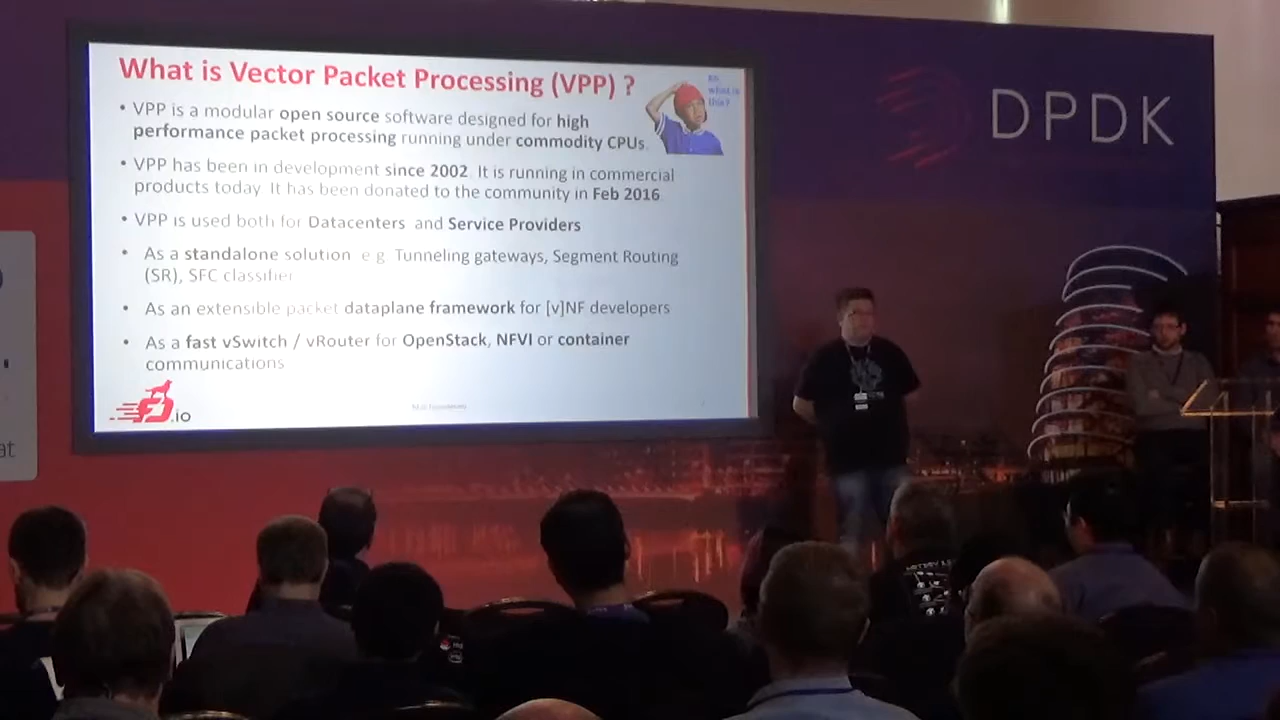 What is Vector Packet Processing (VPP) ?
what is
this?
• VPP is a modular open source software designed for high
performance packet processing running under commodity CPUs.
• VPP has been in development since 2002. It is running in commercial
products today. It has been donated to the community in Feb 2016
• VPP is used both for Datacenters and Service Providers
• As a standalone solution e.g. Tunneling gateways, Segment Routing
(SR), SFC classifier
• As an extensible packet dataplane framework for [v]NF developers
• As a fast vSwitch / vRouter for OpenStack, NFVI or container
communications
.io
DPDK
at